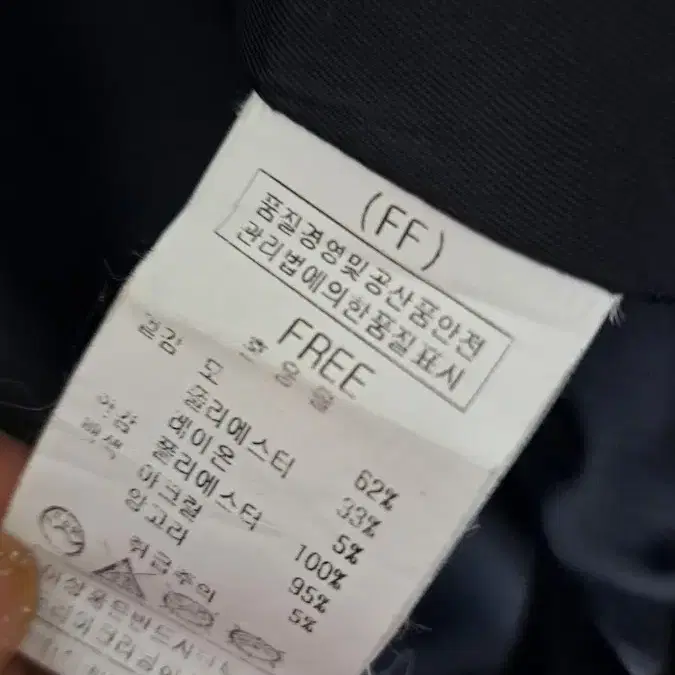 (FF)
품질경영및공산품안전
관리법에의한품질표시
FREE
겉감 모 혼용율
폴리에스터 62%
레이온 33%
안감 폴리에스터 5%
배색 아크릴 100%
앙고라 95%
5%
취급주의